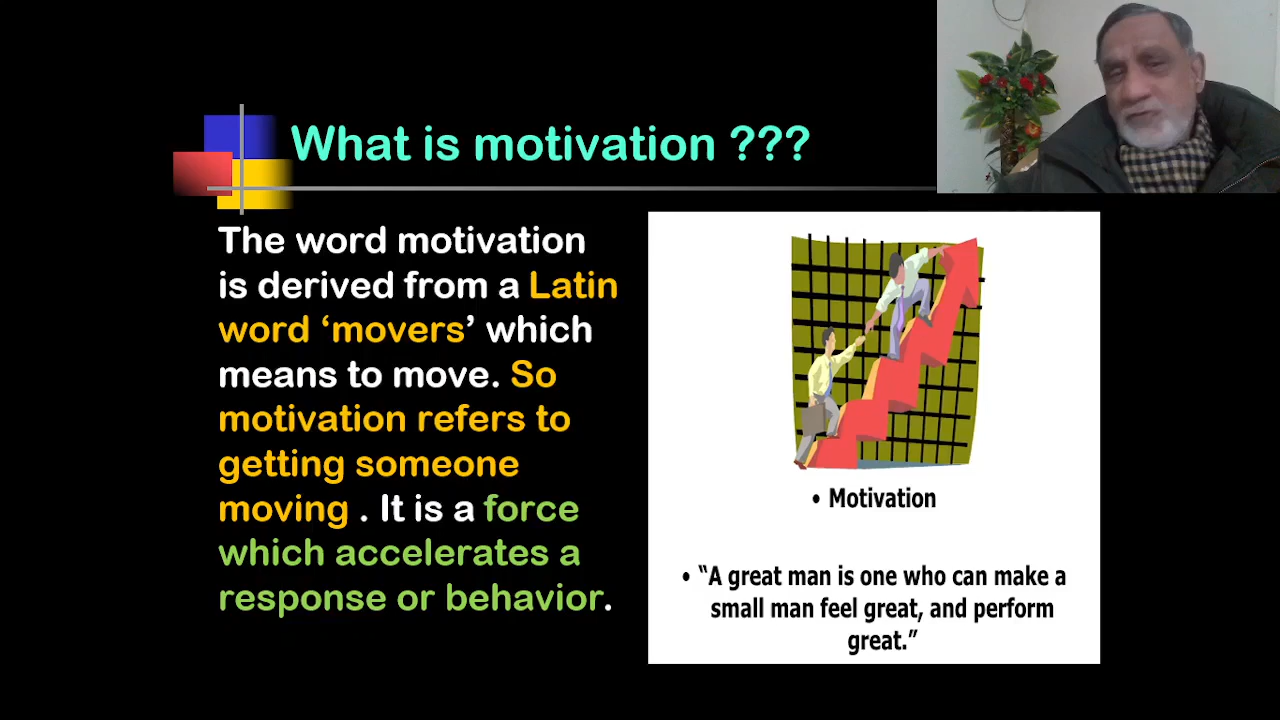 What is motivation ???
The word motivation
is derived from a Latin
word ‘movers’ which
means to move. So
motivation refers to
getting someone
moving . It is a force
which accelerates a
response or behavior.
• Motivation
• “A great man is one who can make a
small man feel great, and perform
great.”